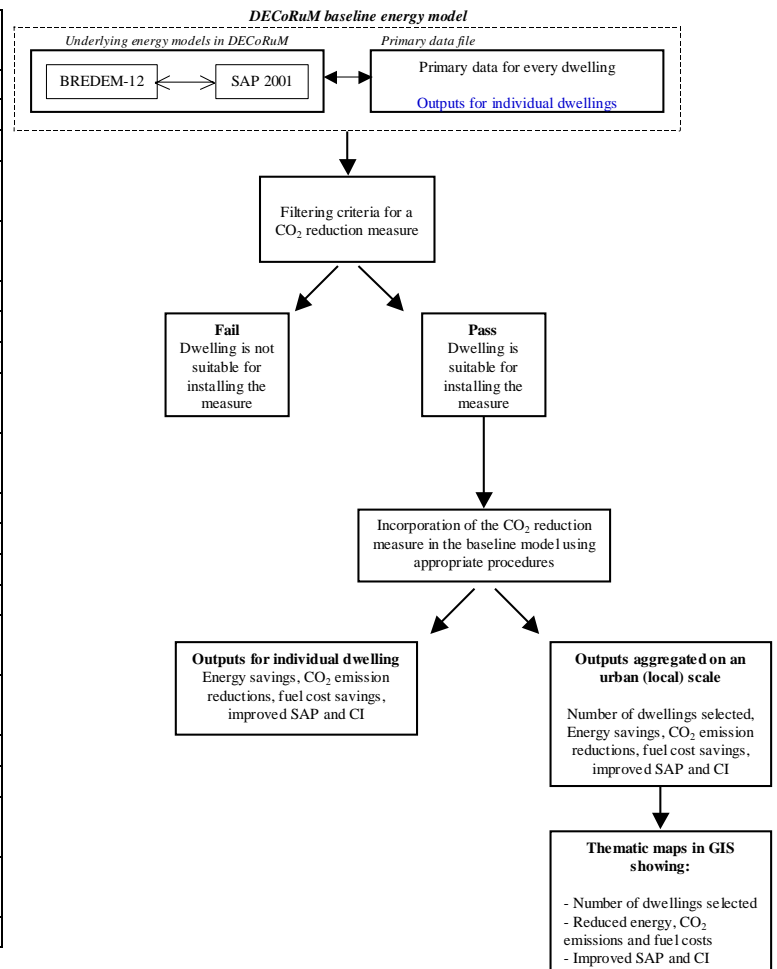 DECoRuM baseline energy model
Underlying energy models in DECoRuM
Primary data file
BREDEM-12
SAP 2001
Primary data for every dwelling
Outputs for individual dwellings
Filtering criteria for a
CO₂ reduction measure
Fail
Dwelling is not
suitable for
installing the
measure
Pass
Dwelling is
suitable for
installing the
measure
Incorporation of the CO₂ reduction
measure in the baseline model using
appropriate procedures
Outputs for individual dwelling
Energy savings, CO₂ emission
reductions, fuel cost savings,
improved SAP and CI
Outputs aggregated on an
urban (local) scale
Number of dwellings selected,
Energy savings, CO₂ emission
reductions, fuel cost savings,
improved SAP and CI
Thematic maps in GIS
showing:
- Number of dwellings selected
- Reduced energy, CO₂
emissions and fuel costs
- Improved SAP and CI